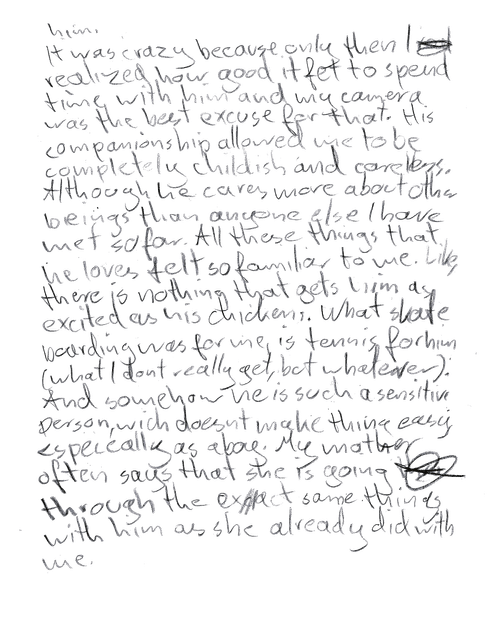 him.
It was crazy because only then I
realized how good it fet to spend
time with him and my camera
was the best excuse for that. His
companionship allowed me to be
completely childish and careless.
Although he cares more about other
beeings than anyone else I have
met so far. All these things that
he loves felt so familiar to me. Like,
there is nothing that gets him as
excited as his chickens. What skate
boarding was for me, is tennis for him
(what I dont really get, but whatever).
And somehow he is such a sensitive
person, wich doesnt make thing easy
especcially as aboy. My mother
often says that she is going
through the exact same things
with him as she already did with
me.